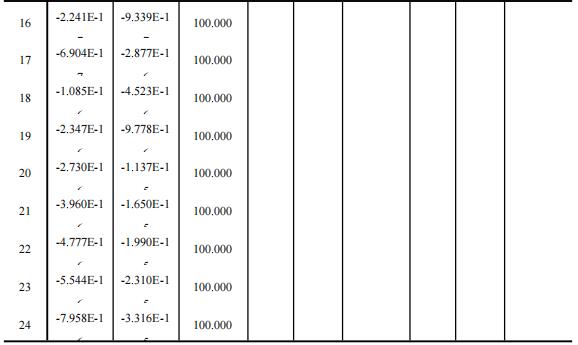 16 -2.241E-1 -9.339E-1 100.000
17 -6.904E-1 -2.877E-1 100.000
18 -1.085E-1 -4.523E-1 100.000
19 -2.347E-1 -9.778E-1 100.000
20 -2.730E-1 -1.137E-1 100.000
21 -3.960E-1 -1.650E-1 100.000
22 -4.777E-1 -1.990E-1 100.000
23 -5.544E-1 -2.310E-1 100.000
24 -7.958E-1 -3.316E-1 100.000